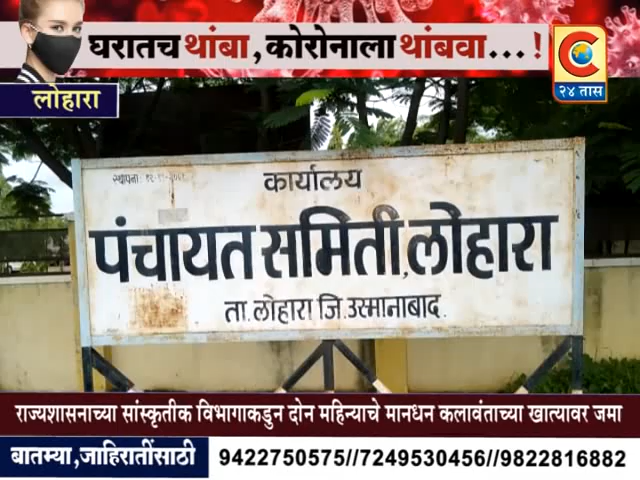 घरातच थांबा, कोरोनाला थांबवा...!
C
२४ तास
लोहारा
स्थापना:
कार्यालय
पंचायत समिती, लोहारा
ता. लोहारा जि. उस्मानाबाद.
राज्यशासनाच्या सांस्कृतीक विभागाकडुन दोन महिन्याचे मानधन कलावंताच्या खात्यावर जमा
बातम्या,जाहिरातींसाठी
9422750575//7249530456//9822816882